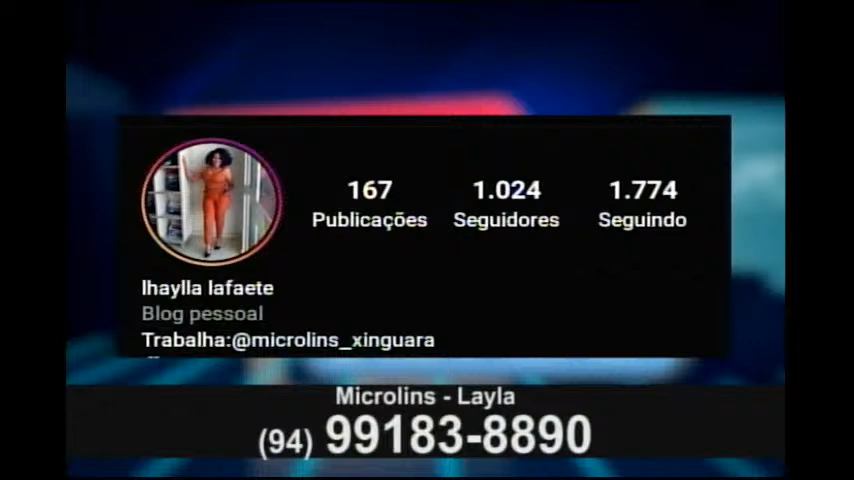 167 1.024 1.774
Publicações Seguidores Seguindo
lhaylla lafaete
Blog pessoal
Trabalha:@microlins_xinguara
Microlins - Layla
(94) 99183-8890